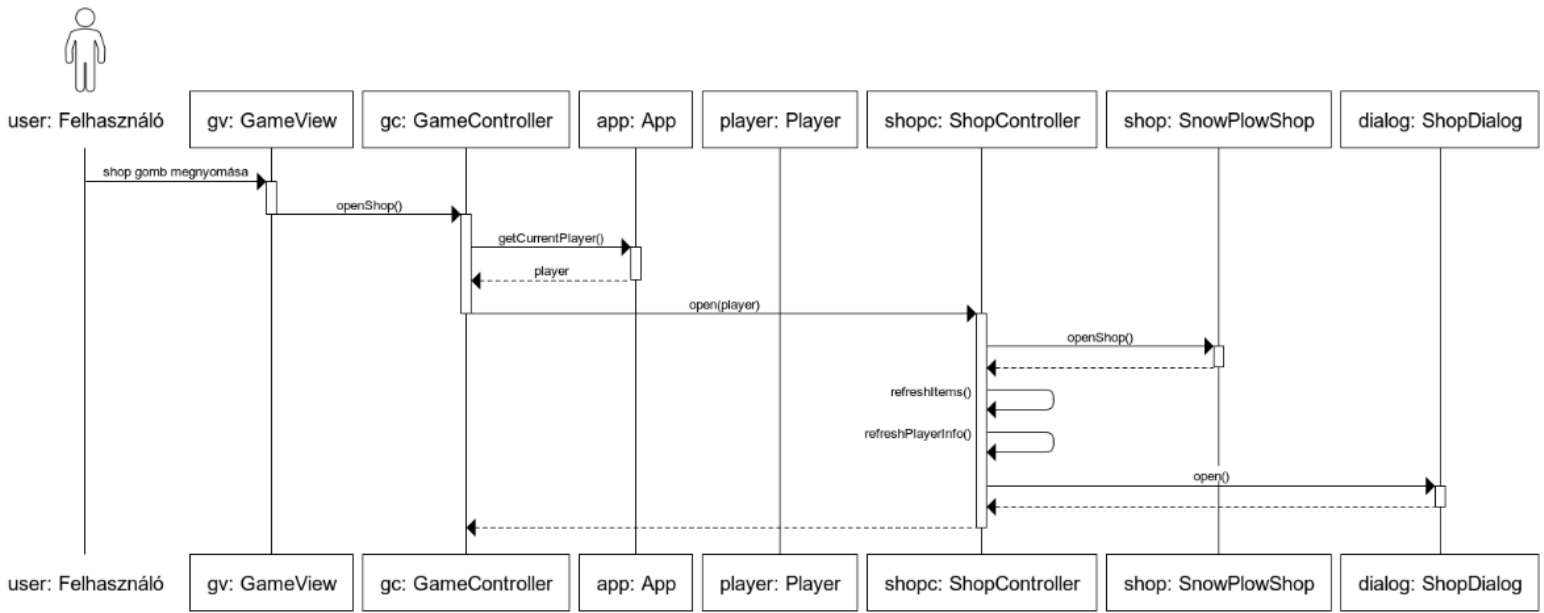 user: Felhasználó
gv: GameView
gc: GameController
app: App
player: Player
shopc: ShopController
shop: SnowPlowShop
dialog: ShopDialog
shop gomb megnyomása
openShop()
getCurrentPlayer()
player
open(player)
openShop()
refreshItems()
refreshPlayerInfo()
open()
user: Felhasználó
gv: GameView
gc: GameController
app: App
player: Player
shopc: ShopController
shop: SnowPlowShop
dialog: ShopDialog